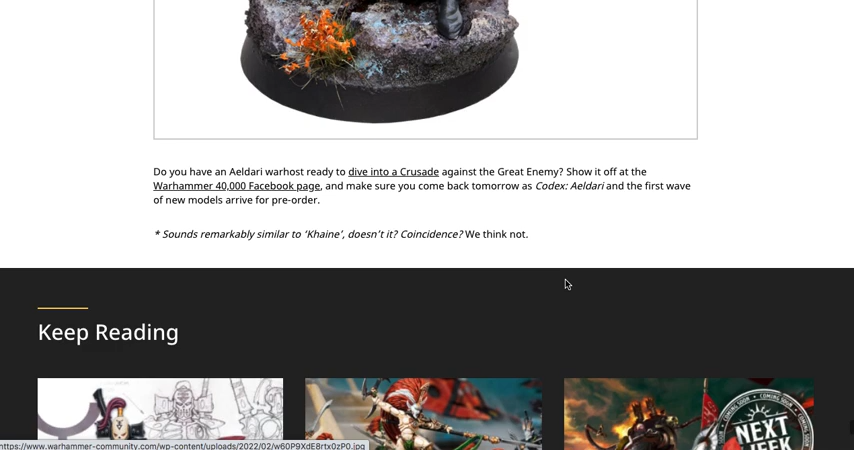 Do you have an Aeldari warhost ready to dive into a Crusade against the Great Enemy? Show it off at the
Warhammer 40,000 Facebook page, and make sure you come back tomorrow as Codex: Aeldari and the first wave
of new models arrive for pre-order.
* Sounds remarkably similar to ‘Khaine’, doesn’t it? Coincidence? We think not.
Keep Reading
COMING SOON
NEXT
WEEK
https://www.warhammer-community.com/wp-content/uploads/2022/02/w60P9XdE8rtx0zP0.jpg